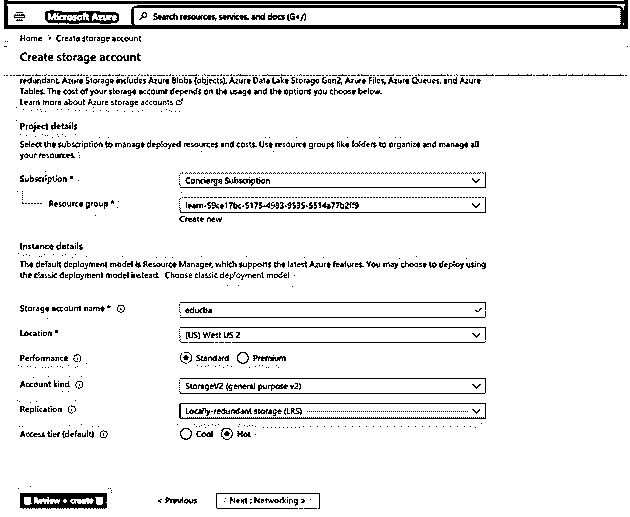 Microsoft Azure
Search resources, services, and docs (G+/)
Home > Create storage account
Create storage account
redundant. Azure Storage includes Azure Blobs (objects), Azure Data Lake Storage Gen2, Azure Files, Azure Queues, and Azure
Tables. The cost of your storage account depends on the usage and the options you choose below.
Learn more about Azure storage accounts
Project details
Select the subscription to manage deployed resources and costs. Use resource groups like folders to organize and manage all
your resources.
Subscription *
Concierge Subscription
Resource group *
Create new
Instance details
The default deployment model is Resource Manager, which supports the latest Azure features. You may choose to deploy using
the classic deployment model instead. Choose classic deployment model
Storage account name *
educba
Location *
(US) West US 2
Performance
Standard Premium
Account kind
StorageV2 (general purpose v2)
Replication
Locally-redundant storage (LRS)
Access tier (default)
Cool Hot
Review + create
< Previous
Next : Networking >